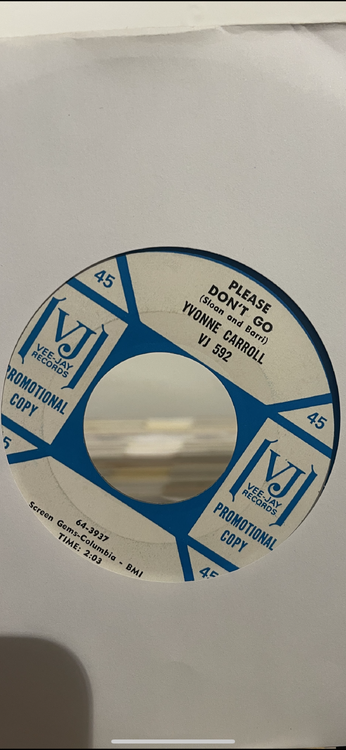 PLEASE
DON'T GO
(Sloan and Barri)
YVONNE CARROLL
VJ 592
45
VJ
VEE-JAY
RECORDS
PROMOTIONAL
COPY
45
VJ
VEE-JAY
RECORDS
PROMOTIONAL
COPY
5
45
64-3937
Screen Gems-Columbia - BMI
TIME: 2:03